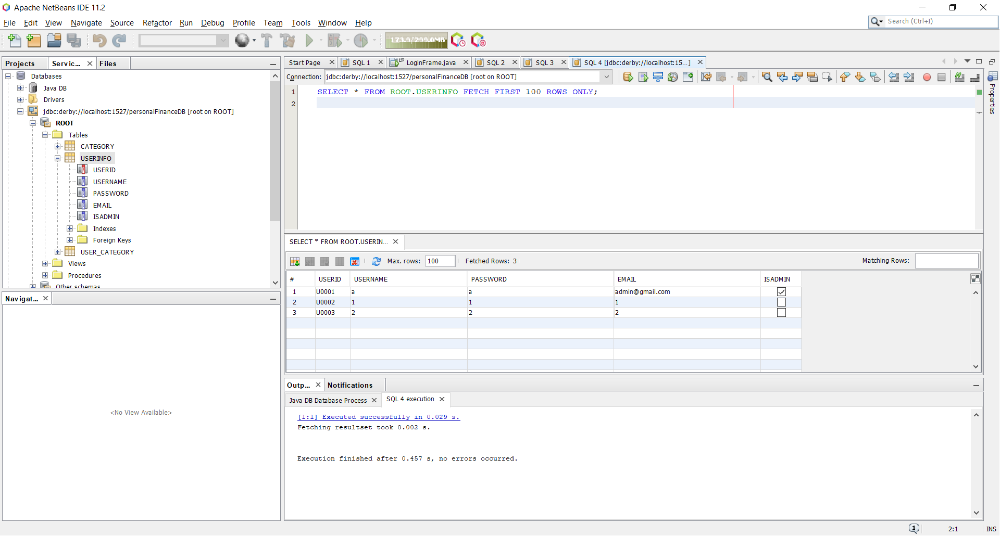 Apache NetBeans IDE 11.2
File Edit View Navigate Source Refactor Run Debug Profile Team Tools Window Help
Search (Ctrl+I)
173.9/299.0MB
Projects
Servic...
Files
Databases
Java DB
Drivers
jdbc:derby://localhost:1527/personalFinanceDB [root on ROOT]
ROOT
Tables
CATEGORY
USERINFO
USERID
USERNAME
PASSWORD
EMAIL
ISADMIN
Indexes
Foreign Keys
USER_CATEGORY
Views
Procedures
Other schemas
Navigat...
<No View Available>
Start Page
SQL 1
LoginFrame.java
SQL 2
SQL 3
SQL 4 [jdbc:derby://localhost:15...]
Connection: jdbc:derby://localhost:1527/personalFinanceDB [root on ROOT]
1 SELECT * FROM ROOT.USERINFO FETCH FIRST 100 ROWS ONLY;
2
Properties
SELECT * FROM ROOT.USERIN...
Max. rows: 100 Fetched Rows: 3 Matching Rows:
# USERID USERNAME PASSWORD EMAIL ISADMIN
1 U0001 a a admin@gmail.com
2 U0002 1 1 1
3 U0003 2 2 2
Outp...
Notifications
Java DB Database Process
SQL 4 execution
[1:1] Executed successfully in 0.029 s.
Fetching resultset took 0.002 s.
Execution finished after 0.457 s, no errors occurred.
1
2:1
INS